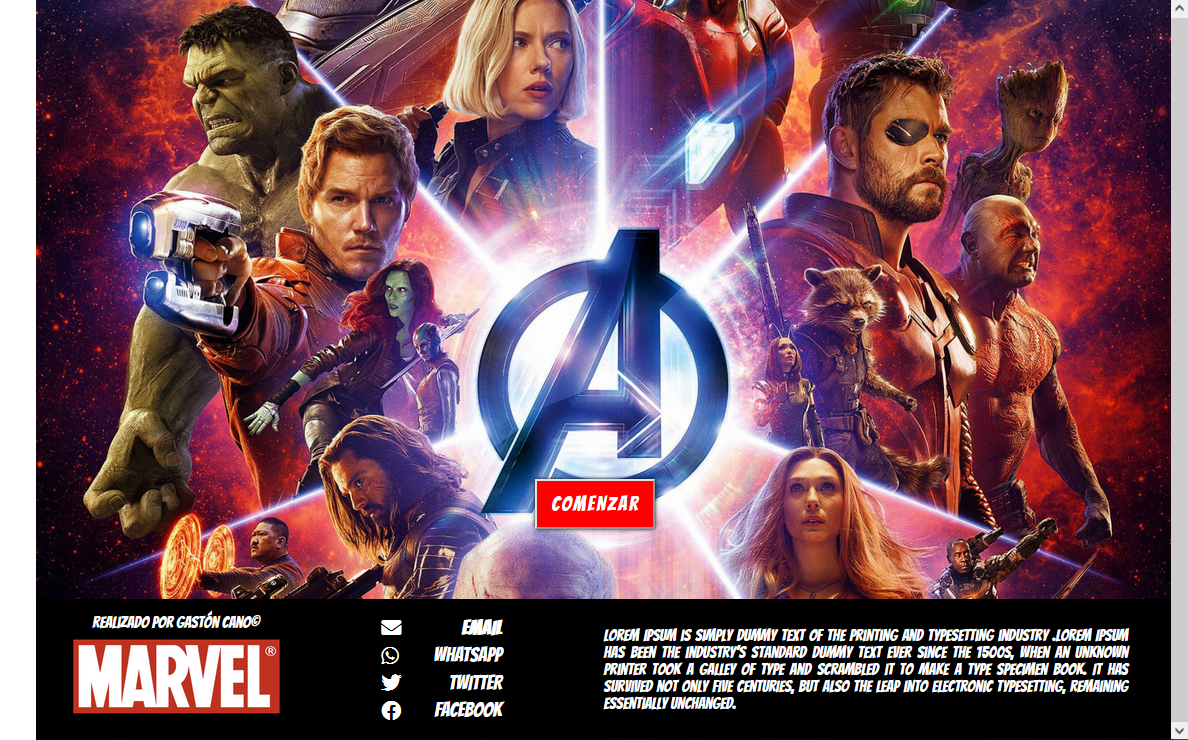 COMENZAR
REALIZADO POR GASTÓN CANO©
MARVEL®
EMAIL
WHATSAPP
TWITTER
FACEBOOK
LOREM IPSUM IS SIMPLY DUMMY TEXT OF THE PRINTING AND TYPESETTING INDUSTRY .LOREM IPSUM
HAS BEEN THE INDUSTRY'S STANDARD DUMMY TEXT EVER SINCE THE 1500S, WHEN AN UNKNOWN
PRINTER TOOK A GALLEY OF TYPE AND SCRAMBLED IT TO MAKE A TYPE SPECIMEN BOOK. IT HAS
SURVIVED NOT ONLY FIVE CENTURIES, BUT ALSO THE LEAP INTO ELECTRONIC TYPESETTING, REMAINING
ESSENTIALLY UNCHANGED.